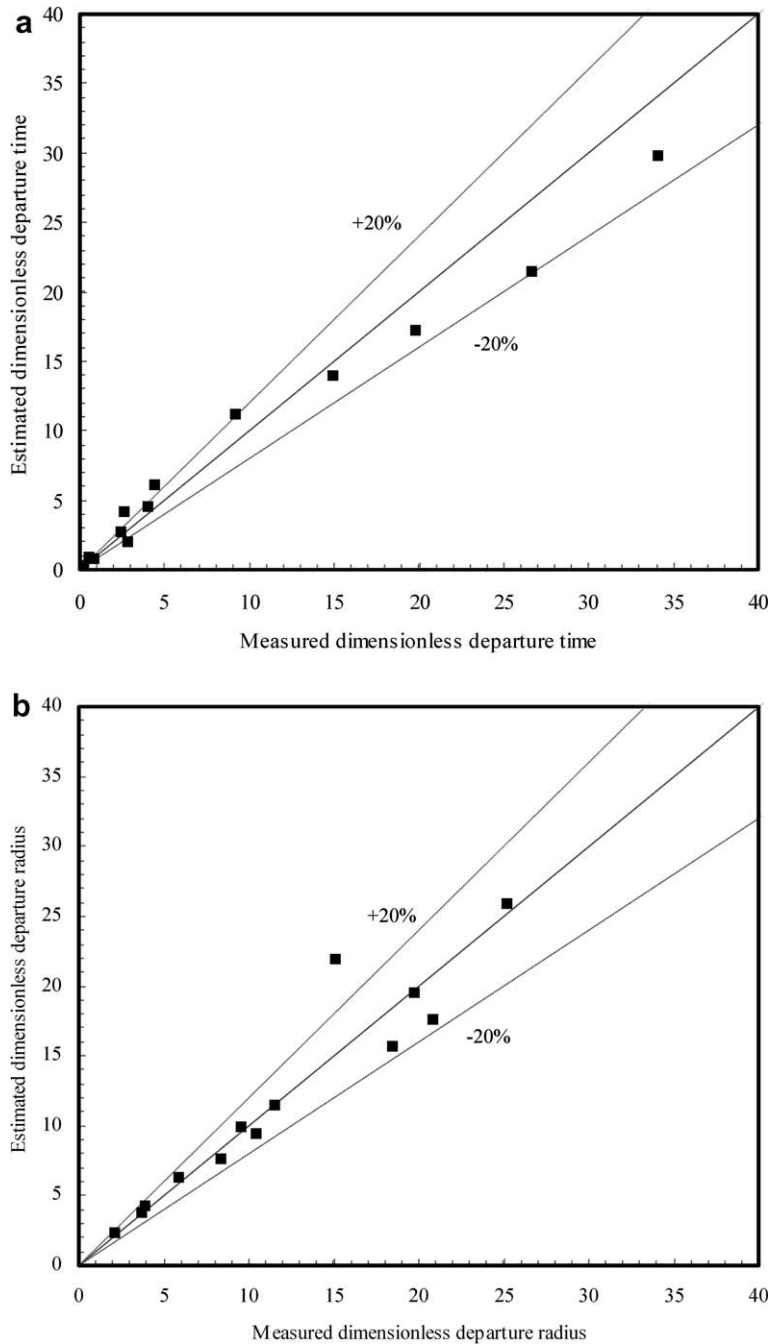 a
40
35
30
25
20
15
10
5
0
Estimated dimensionless departure time
+20%
-20%
0 5 10 15 20 25 30 35 40
Measured dimensionless departure time
b
40
35
30
25
20
15
10
5
0
Estimated dimensionless departure radius
+20%
-20%
0 5 10 15 20 25 30 35 40
Measured dimensionless departure radius